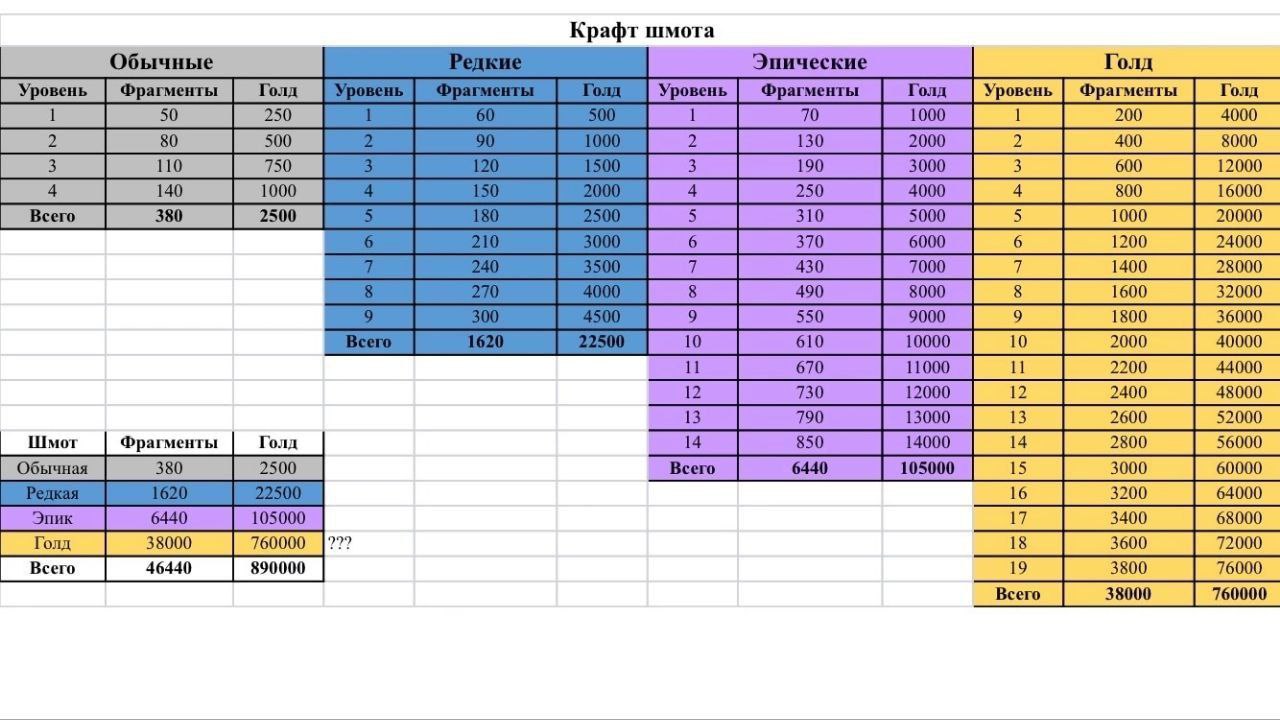 Крафт шмота
Обычные Редкие Эпические Голд
Уровень Фрагменты Голд Уровень Фрагменты Голд Уровень Фрагменты Голд Уровень Фрагменты Голд
1 50 250 1 60 500 1 70 1000 1 200 4000
2 80 500 2 90 1000 2 130 2000 2 400 8000
3 110 750 3 120 1500 3 190 3000 3 600 12000
4 140 1000 4 150 2000 4 250 4000 4 800 16000
Всего 380 2500 5 180 2500 5 310 5000 5 1000 20000
6 210 3000 6 370 6000 6 1200 24000
7 240 3500 7 430 7000 7 1400 28000
8 270 4000 8 490 8000 8 1600 32000
9 300 4500 9 550 9000 9 1800 36000
Всего 1620 22500 10 610 10000 10 2000 40000
11 670 11000 11 2200 44000
12 730 12000 12 2400 48000
13 790 13000 13 2600 52000
Шмот Фрагменты Голд 14 850 14000 14 2800 56000
Обычная 380 2500 Всего 6440 105000 15 3000 60000
Редкая 1620 22500 16 3200 64000
Эпик 6440 105000 17 3400 68000
Голд 38000 760000 ??? 18 3600 72000
Всего 46440 890000 19 3800 76000
Всего 38000 760000